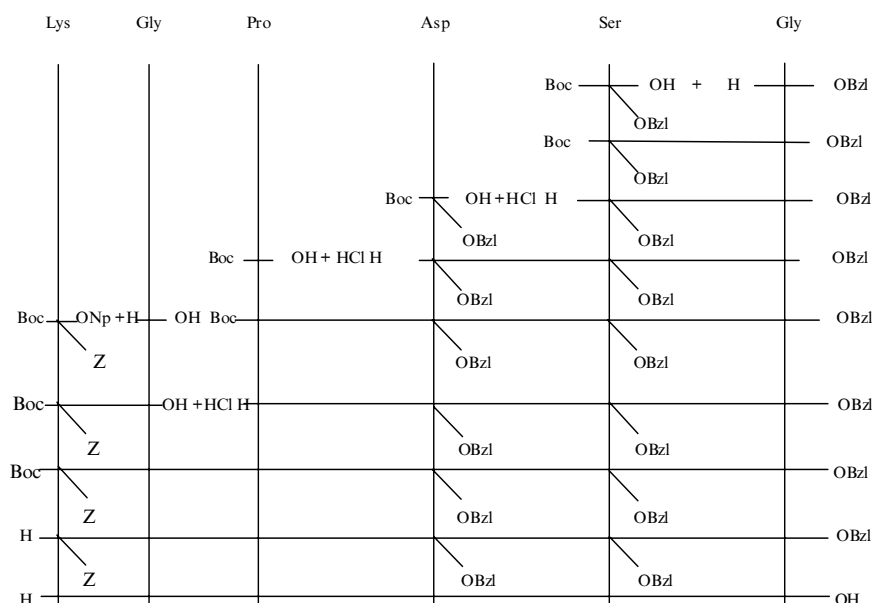 Lys Gly Pro Asp Ser Gly
Boc OH + H OBzl
OBzl
Boc OBzl
OBzl
Boc OH +HCl H OBzl
OBzl OBzl
Boc OH + HCl H OBzl
OBzl OBzl
Boc ONp +H OH Boc OBzl
Z OBzl OBzl
Boc OH +HCl H OBzl
Z OBzl OBzl
Boc OBzl
Z OBzl OBzl
H OBzl
Z OBzl OBzl
H OH